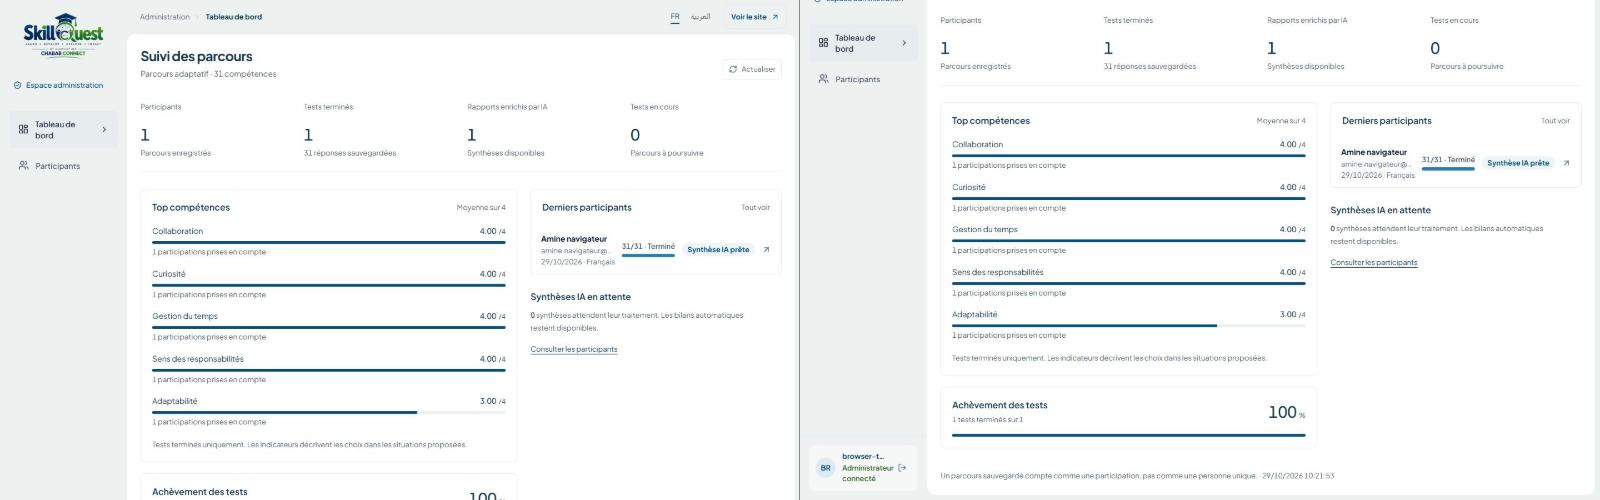 SkillQuest
CHABAB CONNECT
Espace administration
Tableau de bord
Participants
Administration > Tableau de bord
FR
العربية
Voir le site
Suivi des parcours
Parcours adaptatif · 31 compétences
Actualiser
Participants
1
Parcours enregistrés
Tests terminés
1
31 réponses sauvegardées
Rapports enrichis par IA
1
Synthèses disponibles
Tests en cours
0
Parcours à poursuivre
Top compétences
Moyenne sur 4
Collaboration
4.00 /4
1 participations prises en compte
Curiosité
4.00 /4
1 participations prises en compte
Gestion du temps
4.00 /4
1 participations prises en compte
Sens des responsabilités
4.00 /4
1 participations prises en compte
Adaptabilité
3.00 /4
1 participations prises en compte
Tests terminés uniquement. Les indicateurs décrivent les choix dans les situations proposées.
Achèvement des tests
100 %
Derniers participants
Tout voir
Amine navigateur
amine.navigateur@...
29/10/2026 · Français
31/31 · Terminé
Synthèse IA prête
Synthèses IA en attente
0 synthèses attendent leur traitement. Les bilans automatiques
restent disponibles.
Consulter les participants
Espace administration
Tableau de
bord
Participants
browser-t...
BR
Administrateur
connecté
Participants
1
Parcours enregistrés
Tests terminés
1
31 réponses sauvegardées
Rapports enrichis par IA
1
Synthèses disponibles
Tests en cours
0
Parcours à poursuivre
Top compétences
Moyenne sur 4
Collaboration
4.00 /4
1 participations prises en compte
Curiosité
4.00 /4
1 participations prises en compte
Gestion du temps
4.00 /4
1 participations prises en compte
Sens des responsabilités
4.00 /4
1 participations prises en compte
Adaptabilité
3.00 /4
1 participations prises en compte
Tests terminés uniquement. Les indicateurs décrivent les choix dans les situations proposées.
Achèvement des tests
1 tests terminés sur 1
100 %
Derniers participants
Tout voir
Amine navigateur
amine.navigateur@...
29/10/2026 · Français
31/31 · Terminé
Synthèse IA prête
Synthèses IA en attente
0 synthèses attendent leur traitement. Les bilans automatiques
restent disponibles.
Consulter les participants
Un parcours sauvegardé compte comme une participation, pas comme une personne unique. · 29/10/2026 10:21:53